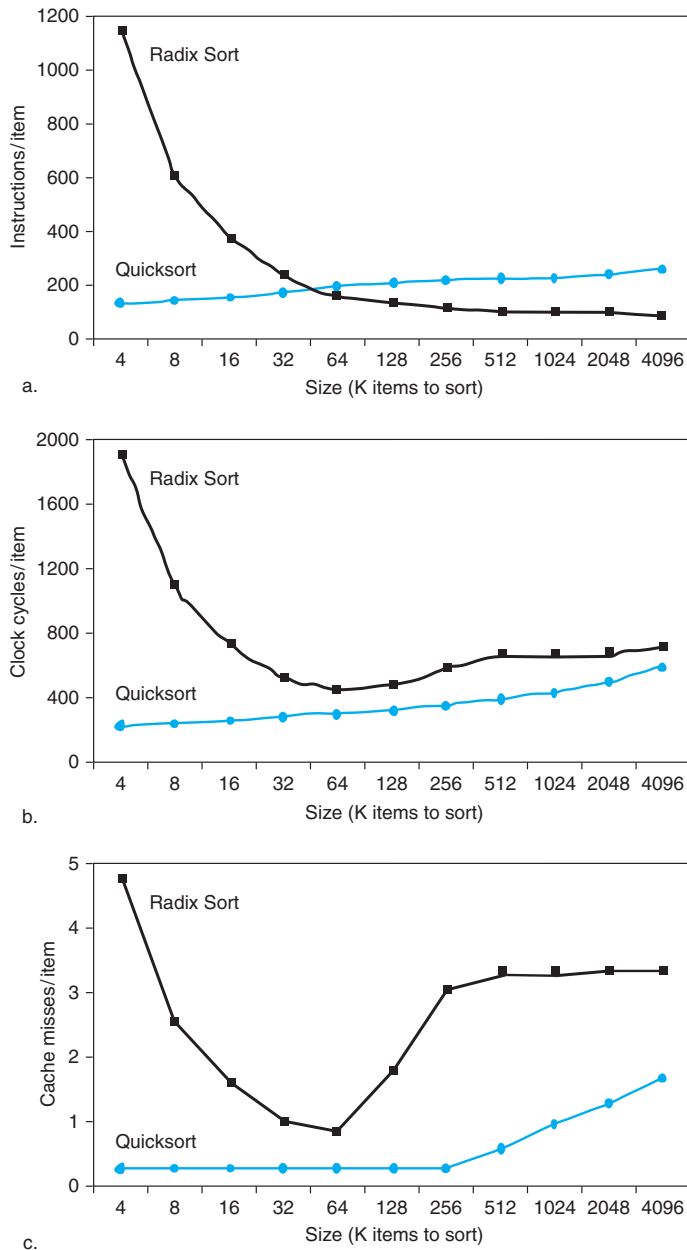 1200
1000
800
600
400
200
0
Instructions/item
Radix Sort
Quicksort
4 8 16 32 64 128 256 512 1024 2048 4096
Size (K items to sort)
a.
2000
1600
1200
800
400
0
Clock cycles/item
Radix Sort
Quicksort
4 8 16 32 64 128 256 512 1024 2048 4096
Size (K items to sort)
b.
5
4
3
2
1
0
Cache misses/item
Radix Sort
Quicksort
4 8 16 32 64 128 256 512 1024 2048 4096
Size (K items to sort)
c.